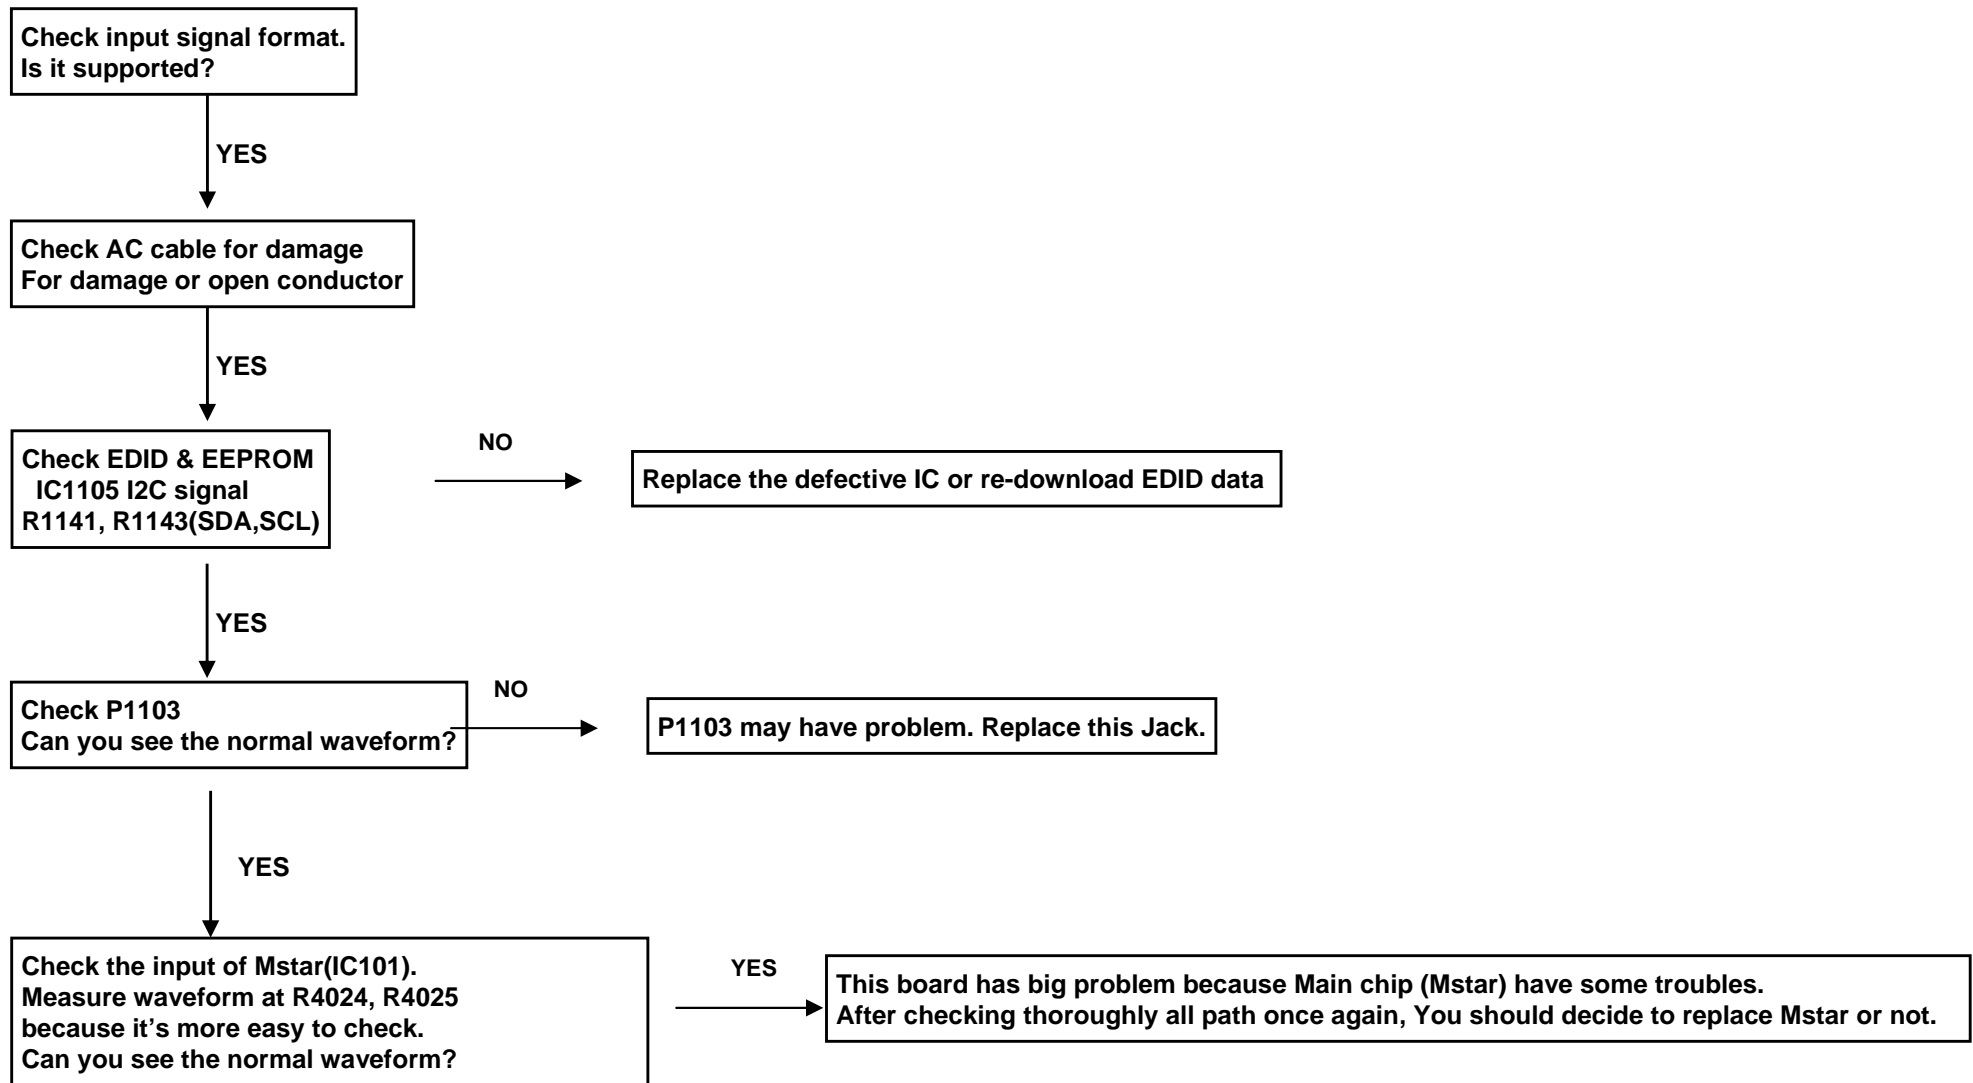 Check input signal format.
Is it supported?
YES
Check AC cable for damage
For damage or open conductor
YES
Check EDID & EEPROM
IC1105 I2C signal
R1141, R1143(SDA,SCL)
NO
Replace the defective IC or re-download EDID data
YES
Check P1103
Can you see the normal waveform?
NO
P1103 may have problem. Replace this Jack.
YES
Check the input of Mstar(IC101).
Measure waveform at R4024, R4025
because it’s more easy to check.
Can you see the normal waveform?
YES
This board has big problem because Main chip (Mstar) have some troubles.
After checking thoroughly all path once again, You should decide to replace Mstar or not.